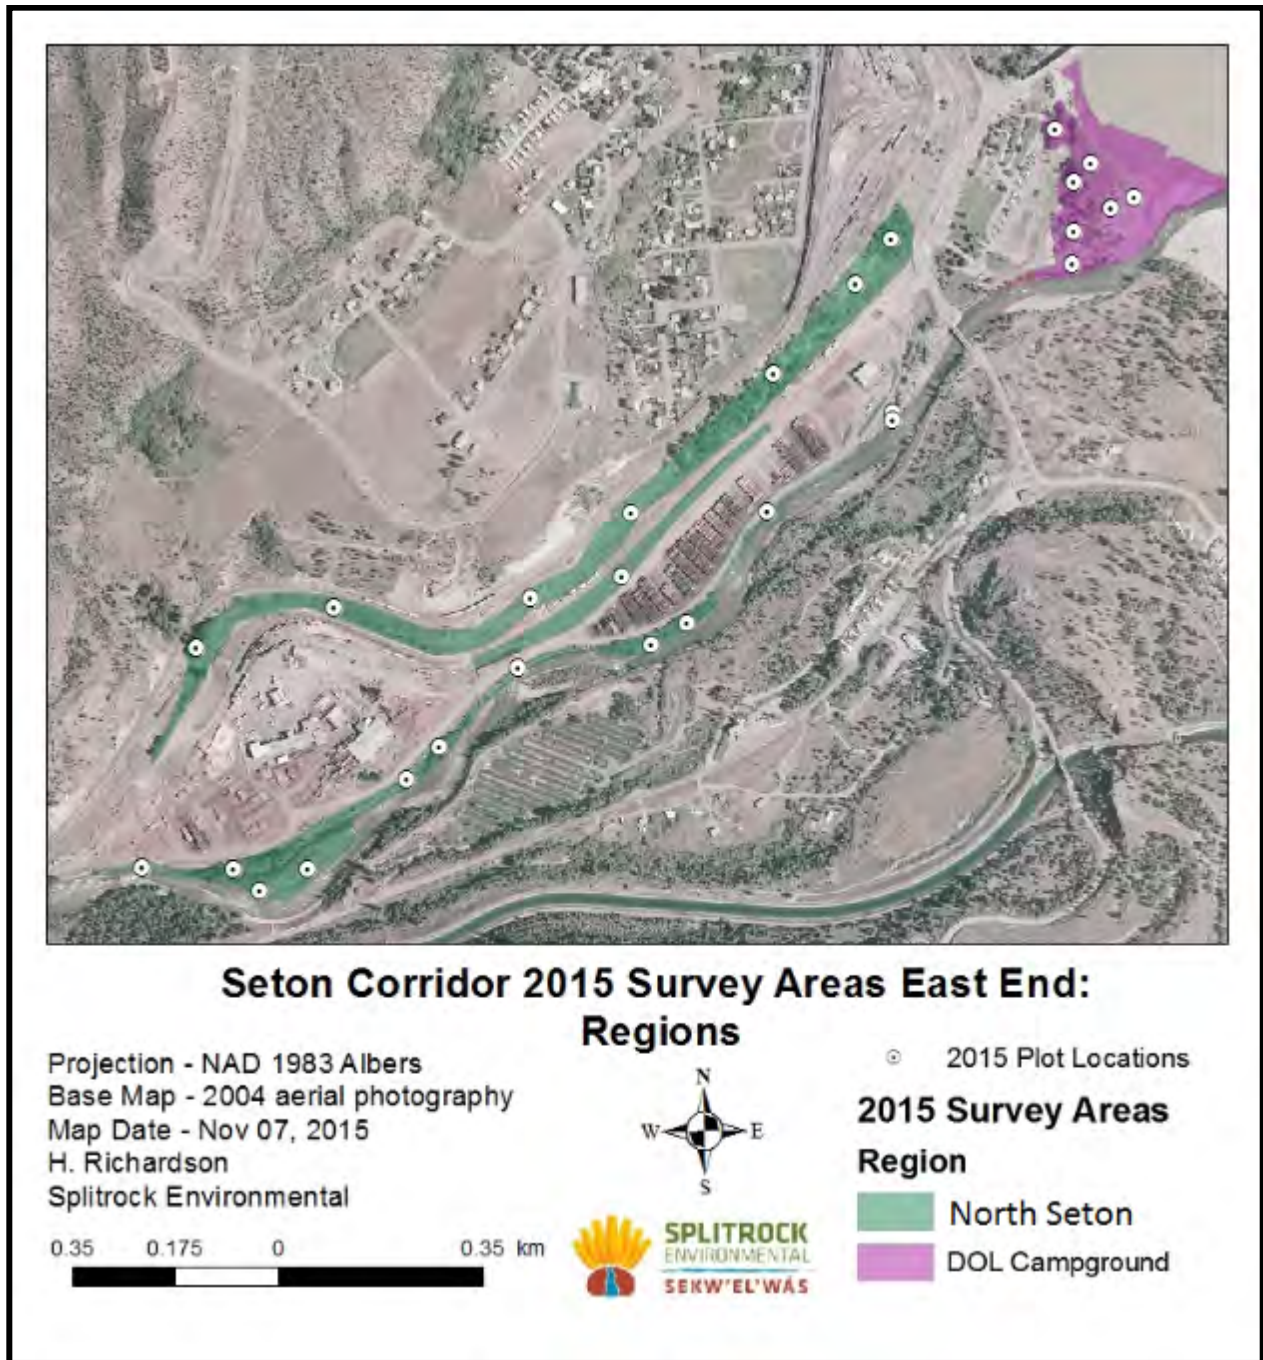 Seton Corridor 2015 Survey Areas East End:
Regions
Projection - NAD 1983 Albers
Base Map - 2004 aerial photography
Map Date - Nov 07, 2015
H. Richardson
Splitrock Environmental
0.35 0.175 0 0.35 km
N
W E
S
SPLITROCK
ENVIRONMENTAL
SEKW'EL'WÁS
2015 Plot Locations
2015 Survey Areas
Region
North Seton
DOL Campground